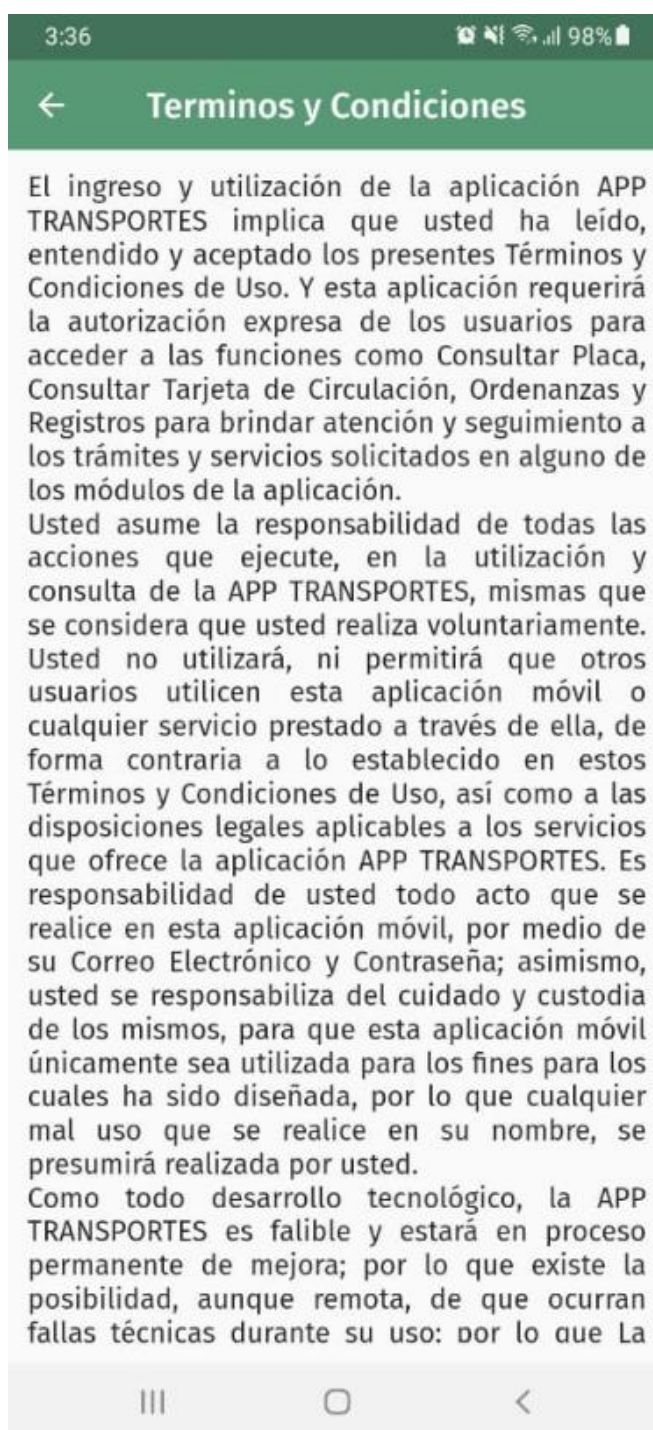 3:36
98%
Terminos y Condiciones
El ingreso y utilización de la aplicación APP
TRANSPORTES implica que usted ha leído,
entendido y aceptado los presentes Términos y
Condiciones de Uso. Y esta aplicación requerirá
la autorización expresa de los usuarios para
acceder a las funciones como Consultar Placa,
Consultar Tarjeta de Circulación, Ordenanzas y
Registros para brindar atención y seguimiento a
los trámites y servicios solicitados en alguno de
los módulos de la aplicación.
Usted asume la responsabilidad de todas las
acciones que ejecute, en la utilización y
consulta de la APP TRANSPORTES, mismas que
se considera que usted realiza voluntariamente.
Usted no utilizará, ni permitirá que otros
usuarios utilicen esta aplicación móvil o
cualquier servicio prestado a través de ella, de
forma contraria a lo establecido en estos
Términos y Condiciones de Uso, así como a las
disposiciones legales aplicables a los servicios
que ofrece la aplicación APP TRANSPORTES. Es
responsabilidad de usted todo acto que se
realice en esta aplicación móvil, por medio de
su Correo Electrónico y Contraseña; asimismo,
usted se responsabiliza del cuidado y custodia
de los mismos, para que esta aplicación móvil
únicamente sea utilizada para los fines para los
cuales ha sido diseñada, por lo que cualquier
mal uso que se realice en su nombre, se
presumirá realizada por usted.
Como todo desarrollo tecnológico, la APP
TRANSPORTES es falible y estará en proceso
permanente de mejora; por lo que existe la
posibilidad, aunque remota, de que ocurran
fallas técnicas durante su uso; por lo que La